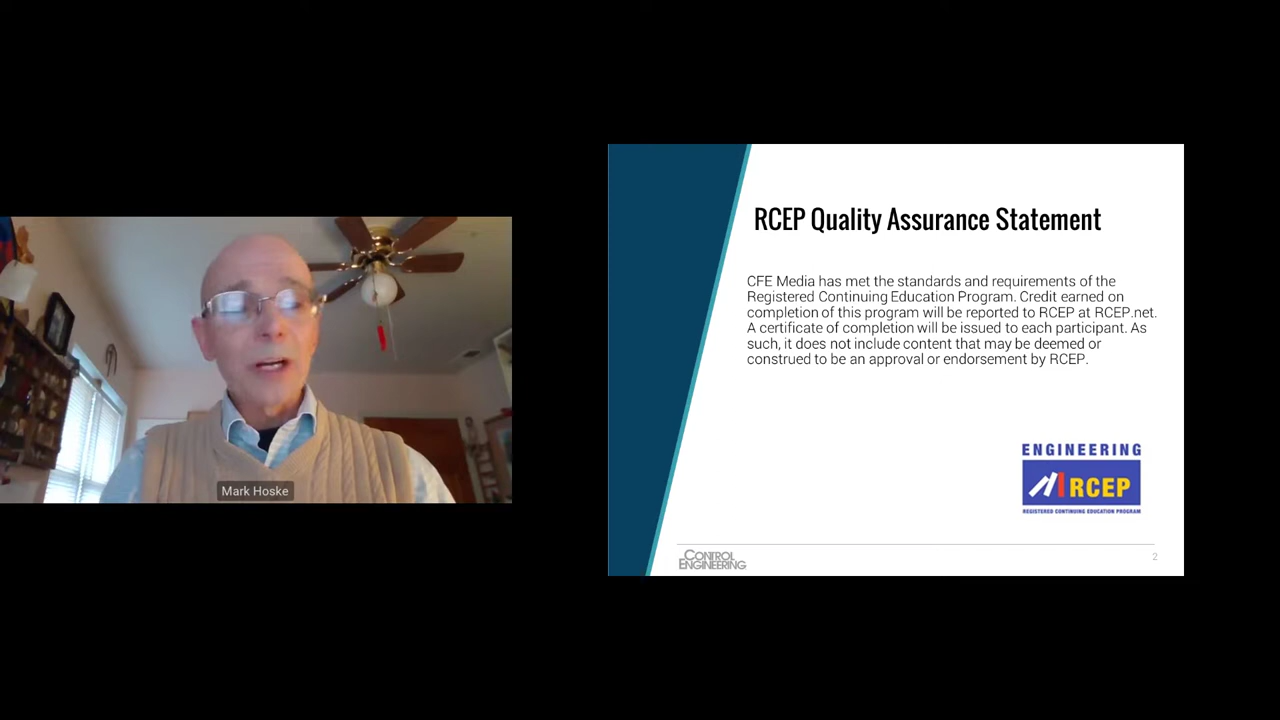 Mark Hoske
RCEP Quality Assurance Statement
CFE Media has met the standards and requirements of the
Registered Continuing Education Program. Credit earned on
completion of this program will be reported to RCEP at RCEP.net.
A certificate of completion will be issued to each participant. As
such, it does not include content that may be deemed or
construed to be an approval or endorsement by RCEP.
ENGINEERING
RCEP
REGISTERED CONTINUING EDUCATION PROGRAM
CONTROL
ENGINEERING
2